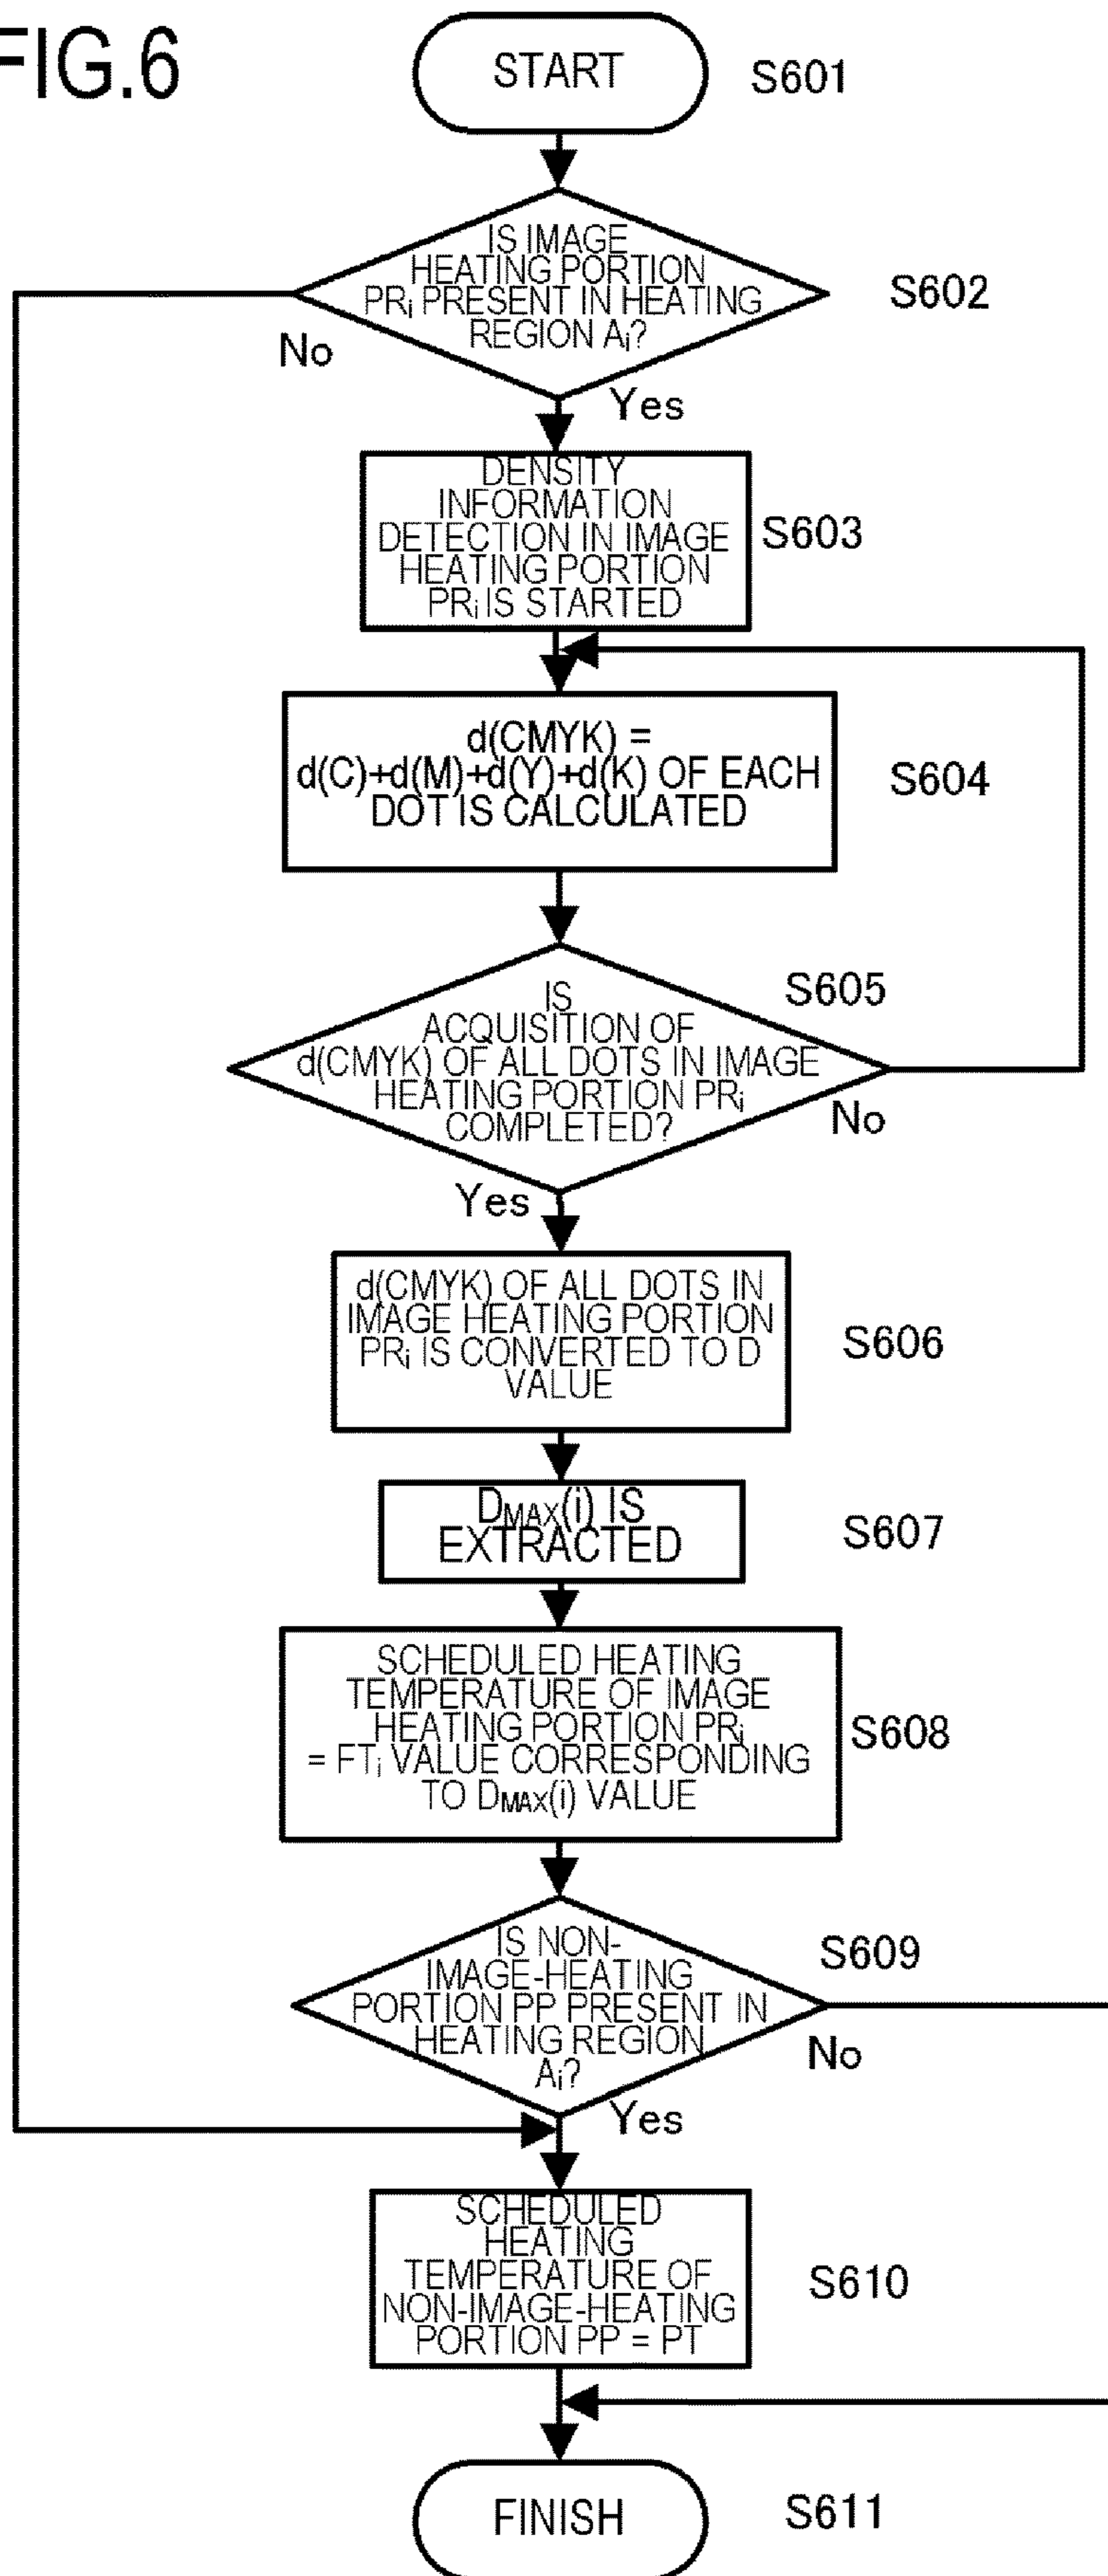 FIG.6
START
S601
IS IMAGE
HEATING PORTION
PRi PRESENT IN HEATING
REGION Ai?
S602
No
Yes
DENSITY
INFORMATION
DETECTION IN IMAGE
HEATING PORTION
PRi IS STARTED
S603
d(CMYK) =
d(C)+d(M)+d(Y)+d(K) OF EACH
DOT IS CALCULATED
S604
IS
ACQUISITION OF
d(CMYK) OF ALL DOTS IN IMAGE
HEATING PORTION PRi
COMPLETED?
S605
No
Yes
d(CMYK) OF ALL DOTS IN
IMAGE HEATING PORTION
PRi IS CONVERTED TO D
VALUE
S606
DMAX(i) IS
EXTRACTED
S607
SCHEDULED HEATING
TEMPERATURE OF IMAGE
HEATING PORTION PRi
= FTi VALUE CORRESPONDING
TO DMAX(i) VALUE
S608
IS NON-
IMAGE-HEATING
PORTION PP PRESENT IN
HEATING REGION
Ai?
S609
No
Yes
SCHEDULED
HEATING
TEMPERATURE OF
NON-IMAGE-HEATING
PORTION PP = PT
S610
FINISH
S611